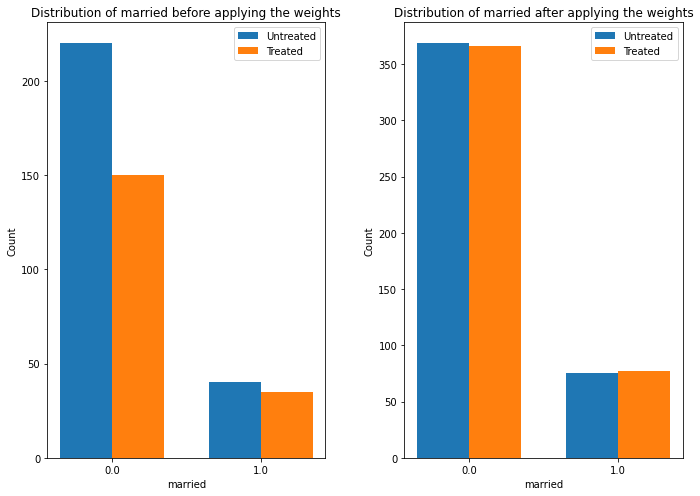 Distribution of married before applying the weights
Untreated
Treated
200
150
100
50
0
Count
0.0
1.0
married
Distribution of married after applying the weights
Untreated
Treated
350
300
250
200
150
100
50
0
Count
0.0
1.0
married